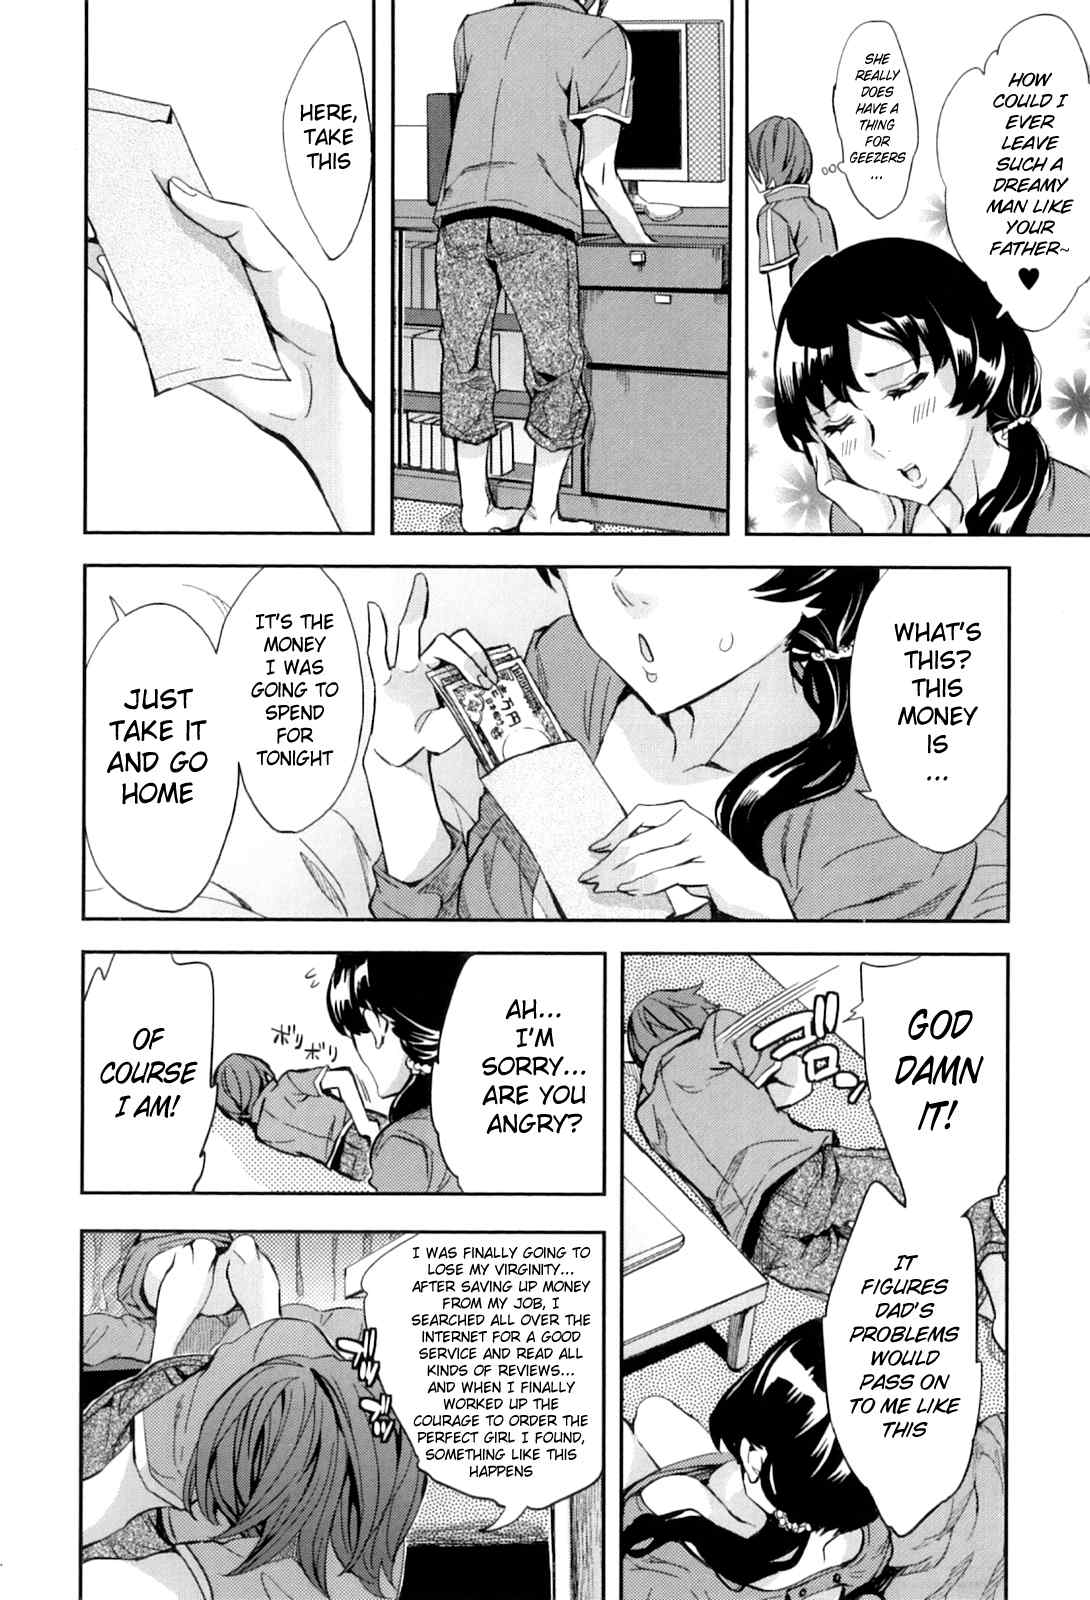 HOW
COULD I
EVER
LEAVE
SUCH A
DREAMY
MAN LIKE
YOUR
FATHER~
♥
SHE
REALLY
DOES
HAVE A
THING
FOR
GEEZERS
...
HERE,
TAKE
THIS
WHAT'S
THIS?
THIS
MONEY
IS
...
IT'S THE
MONEY
I WAS
GOING TO
SPEND
FOR
TONIGHT
JUST
TAKE IT
AND GO
HOME
GOD
DAMN
IT!
IT
FIGURES
DAD'S
PROBLEMS
WOULD
PASS ON
TO ME LIKE
THIS
AH...
I'M
SORRY...
ARE YOU
ANGRY?
ボリ
ボリ
OF
COURSE
I AM!
I WAS FINALLY GOING TO
LOSE MY VIRGINITY...
AFTER SAVING UP MONEY
FROM MY JOB, I
SEARCHED ALL OVER THE
INTERNET FOR A GOOD
SERVICE AND READ ALL
KINDS OF REVIEWS...
AND WHEN I FINALLY
WORKED UP THE
COURAGE TO ORDER THE
PERFECT GIRL I FOUND,
SOMETHING LIKE THIS
HAPPENS